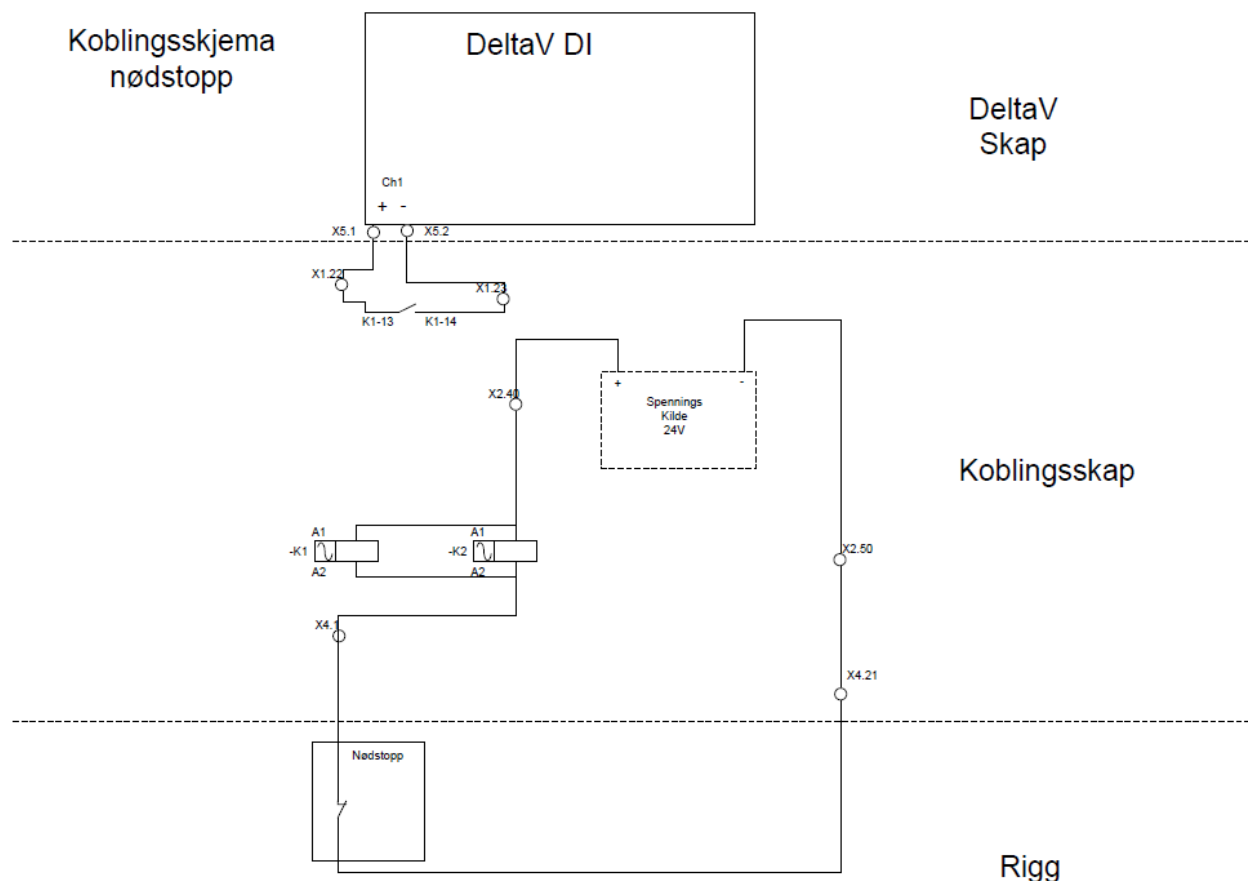 Koblingsskjema
nødstopp
DeltaV DI
DeltaV
Skap
Ch1
+ -
X5.1
X5.2
X1.22
X1.23
K1-13
K1-14
+ -
Spennings
Kilde
24V
X2.40
Koblingsskap
A1
-K1
A2
A1
-K2
A2
X2.50
X4.1
X4.21
Nødstopp
Rigg